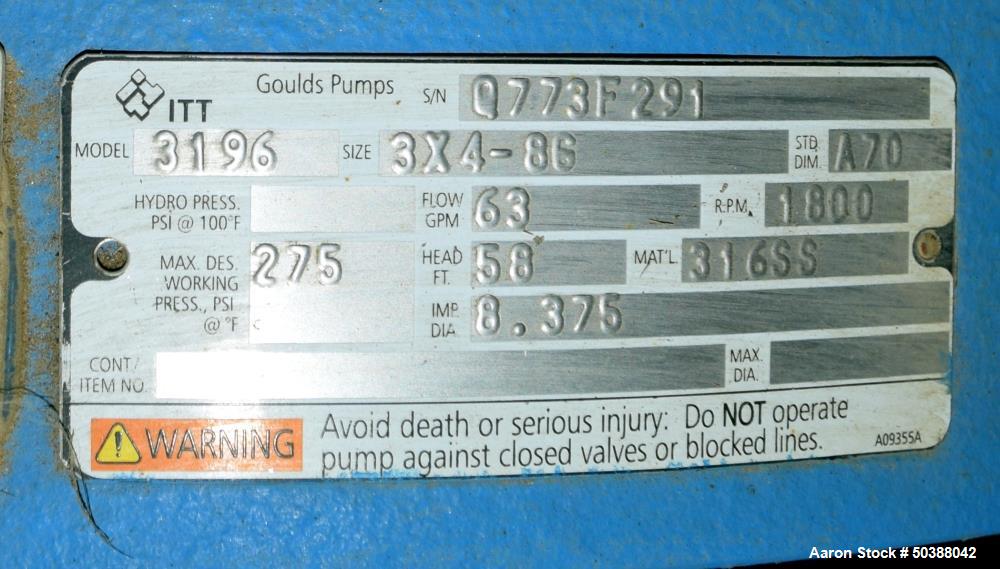 ITT Goulds Pumps S/N Q773F291
MODEL 3196 SIZE 3X4-8G STD. DIM. A70
HYDRO PRESS. PSI @ 100°F
FLOW GPM 63 R.P.M. 1800
MAX. DES. WORKING PRESS., PSI @ °F 275
HEAD FT. 58 MAT'L. 316SS
IMP. DIA. 8.375
CONT./ ITEM NO. MAX. DIA.
WARNING
Avoid death or serious injury: Do NOT operate
pump against closed valves or blocked lines.
A09355A
Aaron Stock # 50388042